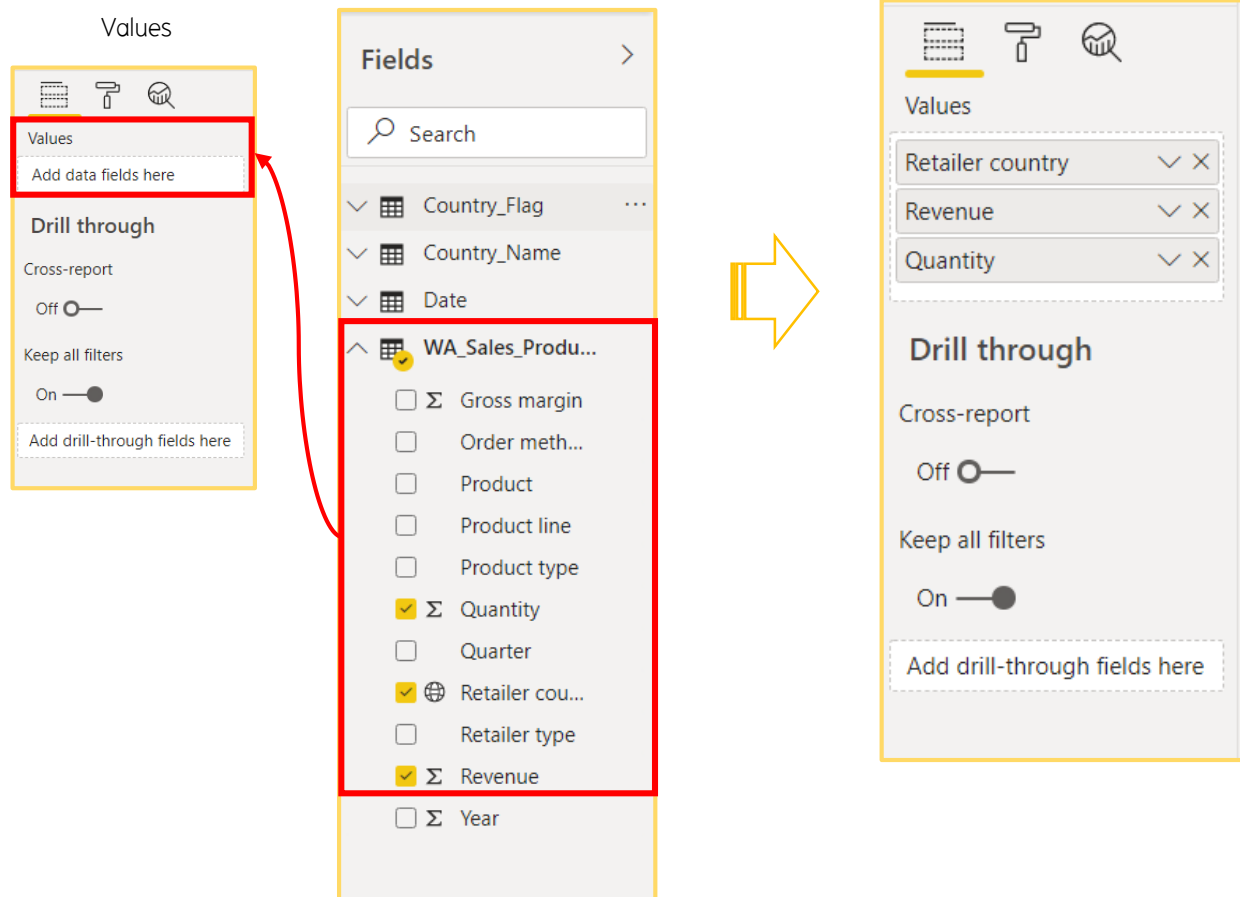 Values
Values
Add data fields here
Drill through
Cross-report
Off
Keep all filters
On
Add drill-through fields here
Fields
Search
Country_Flag
Country_Name
Date
WA_Sales_Produ...
Σ Gross margin
Order meth...
Product
Product line
Product type
Σ Quantity
Quarter
Retailer cou...
Retailer type
Σ Revenue
Σ Year
Values
Retailer country
Revenue
Quantity
Drill through
Cross-report
Off
Keep all filters
On
Add drill-through fields here